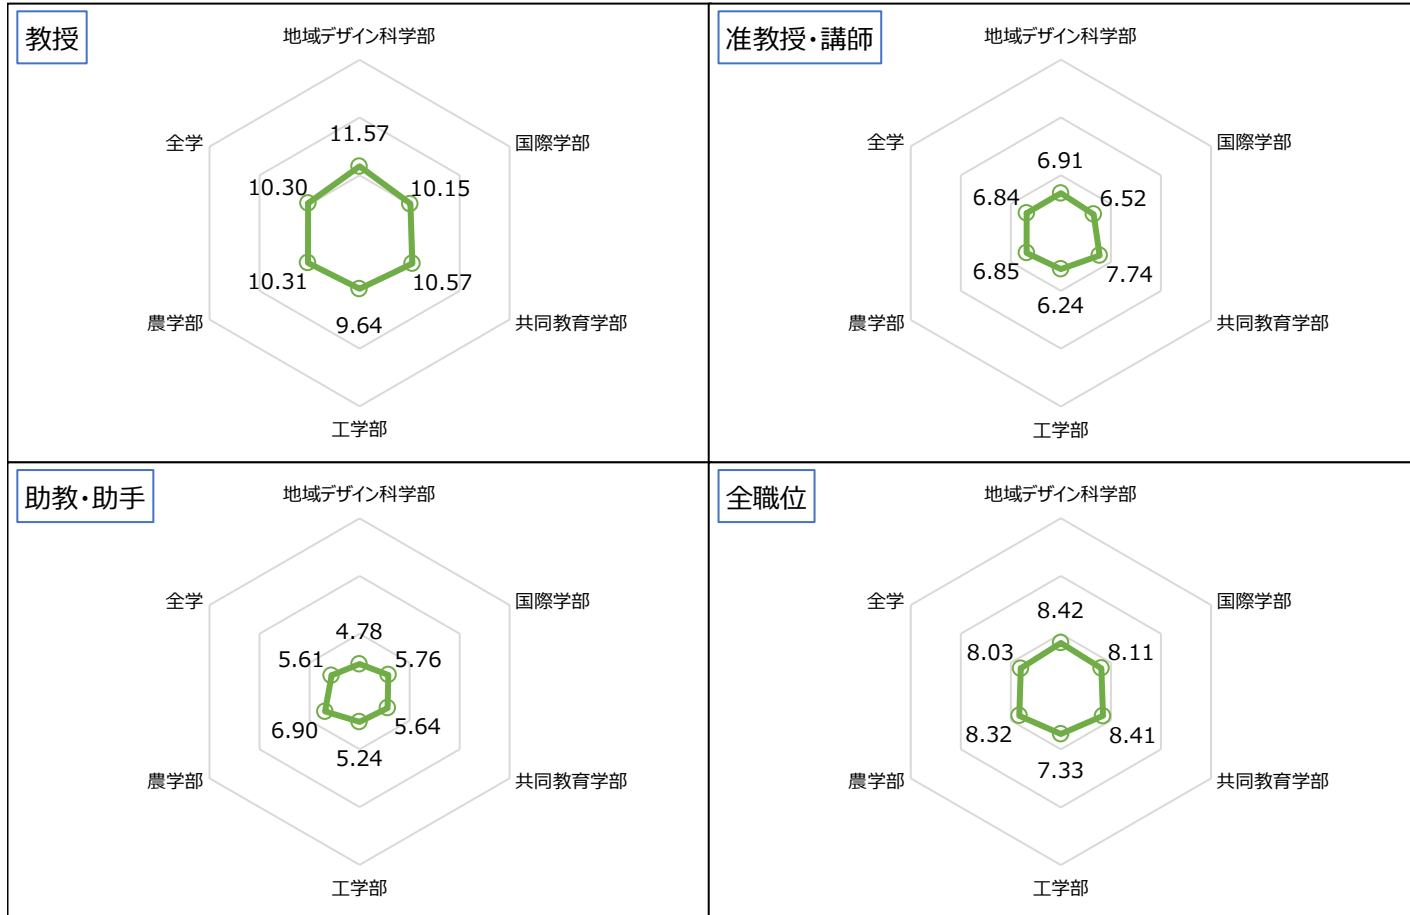 教授
地域デザイン科学部
国際学部
共同教育学部
工学部
農学部
全学
11.57
10.15
10.57
9.64
10.31
10.30
准教授・講師
地域デザイン科学部
国際学部
共同教育学部
工学部
農学部
全学
6.91
6.52
7.74
6.24
6.85
6.84
助教・助手
地域デザイン科学部
国際学部
共同教育学部
工学部
農学部
全学
4.78
5.76
5.64
5.24
6.90
5.61
全職位
地域デザイン科学部
国際学部
共同教育学部
工学部
農学部
全学
8.42
8.11
8.41
7.33
8.32
8.03